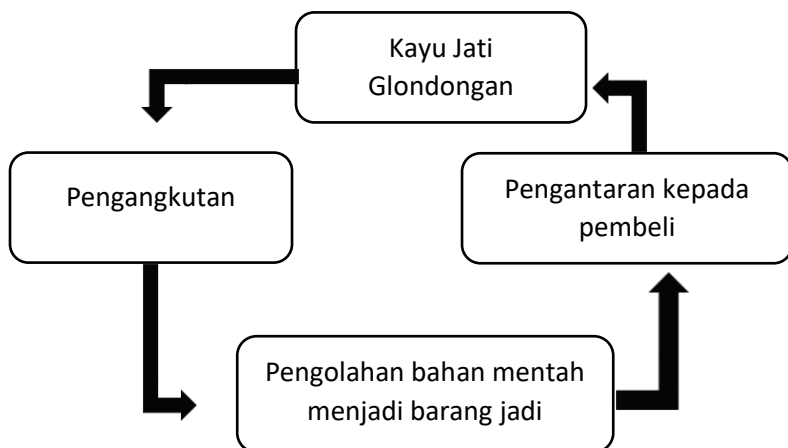 Kayu Jati
Glondongan
Pengangkutan
Pengantaran kepada
pembeli
Pengolahan bahan mentah
menjadi barang jadi